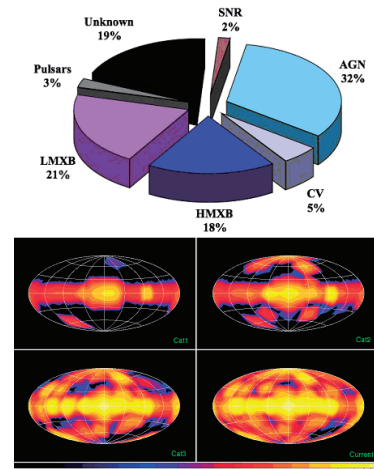 SNR
2%
Unknown
19%
AGN
32%
Pulsars
3%
LMXB
21%
CV
5%
HMXB
18%
Cat1
Cat2
Cat3
Current